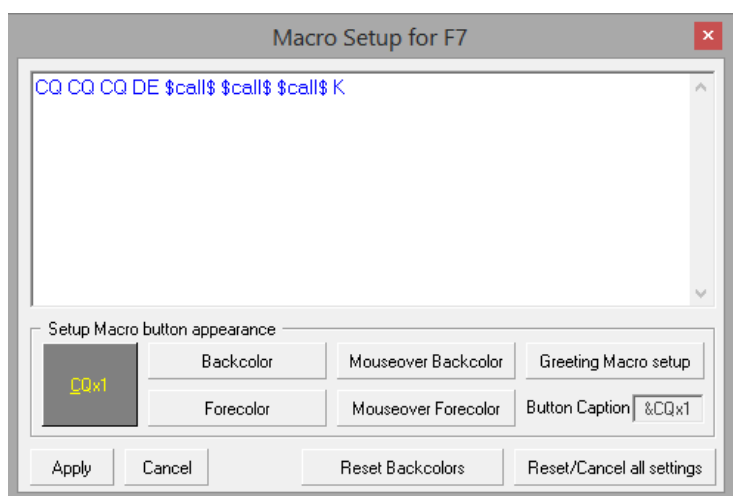 Macro Setup for F7
×
CQ CQ CQ DE $call$ $call$ $call$ K
Setup Macro button appearance
CQx1
Backcolor
Mouseover Backcolor
Greeting Macro setup
Forecolor
Mouseover Forecolor
Button Caption &CQx1
Apply
Cancel
Reset Backcolors
Reset/Cancel all settings